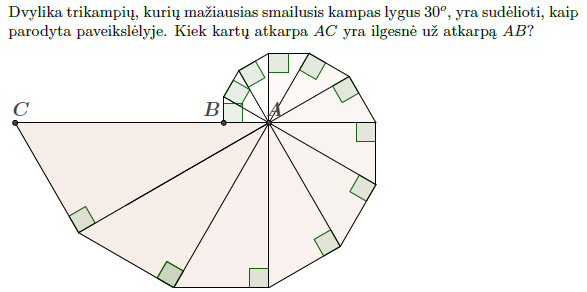 Dvylika trikampių, kurių mažiausias smailusis kampas lygus 30°, yra sudėlioti, kaip
parodyta paveikslėlyje. Kiek kartų atkarpa AC yra ilgesnė už atkarpą AB?
C B A